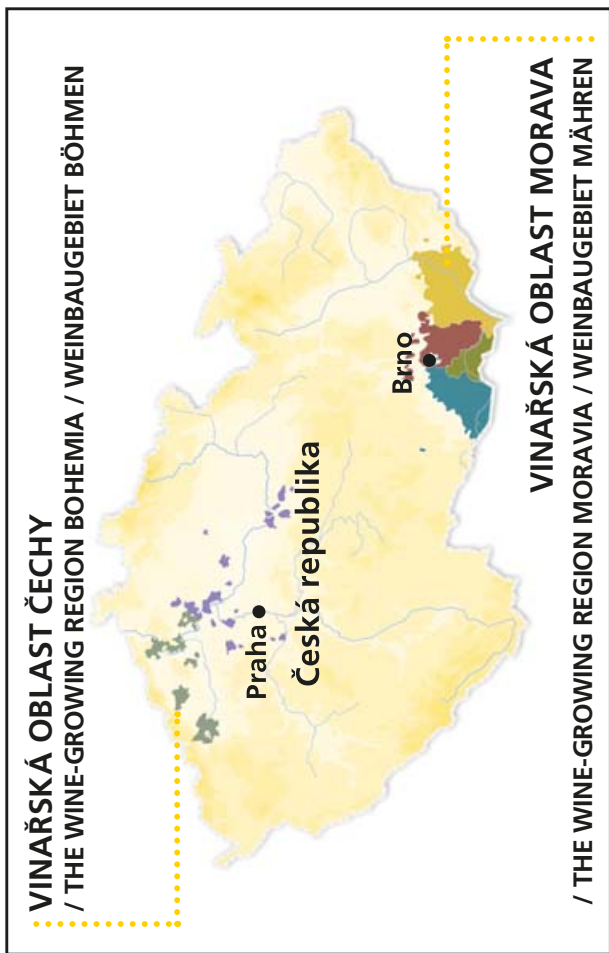 VINAŘSKÁ OBLAST ČECHY
/ THE WINE-GROWING REGION BOHEMIA / WEINBAUGEBIET BÖHMEN
Praha
Česká republika
Brno
VINAŘSKÁ OBLAST MORAVA
/ THE WINE-GROWING REGION MORAVIA / WEINBAUGEBIET MÄHREN